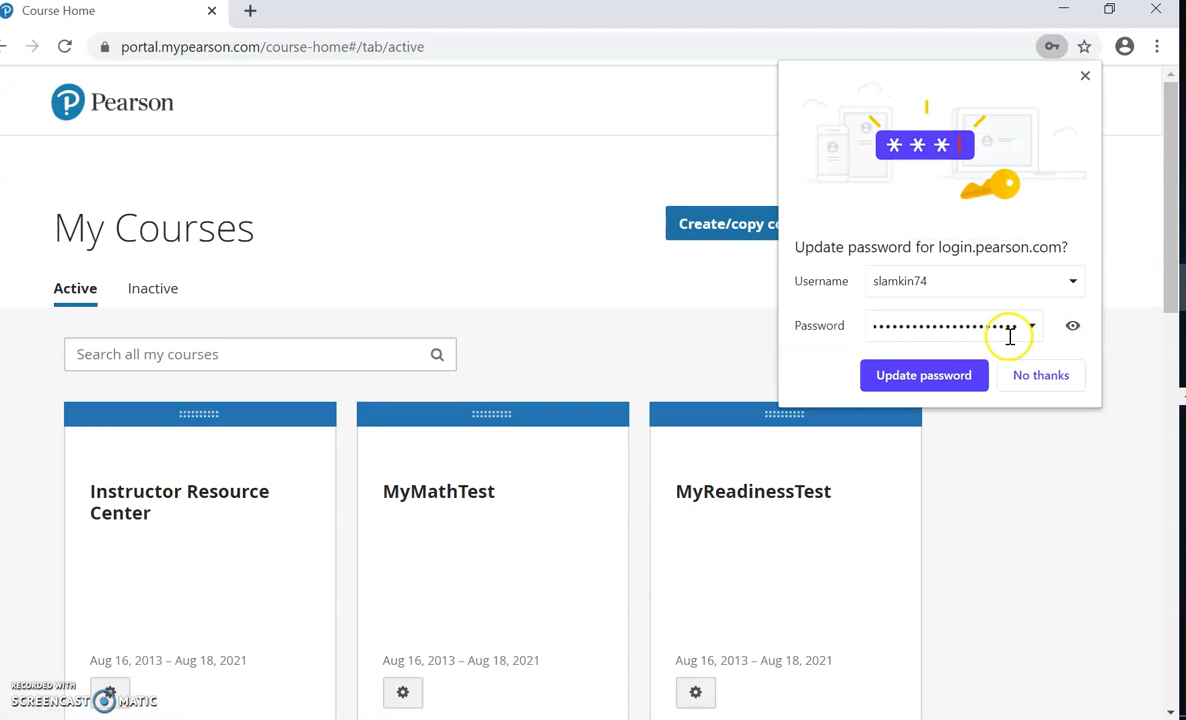 Course Home
portal.mypearson.com/course-home#/tab/active
Pearson
My Courses
Create/copy co
Active
Inactive
Search all my courses
Update password for login.pearson.com?
Username
slamkin74
Password
Update password
No thanks
Instructor Resource
Center
Aug 16, 2013 – Aug 18, 2021
MyMathTest
Aug 16, 2013 – Aug 18, 2021
MyReadinessTest
Aug 16, 2013 – Aug 18, 2021
RECORDED WITH
SCREENCAST MATIC